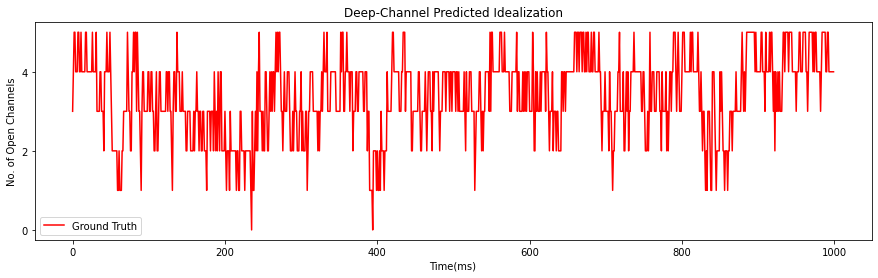 Deep-Channel Predicted Idealization
No. of Open Channels
4
2
0
Ground Truth
0
200
400
600
800
1000
Time(ms)